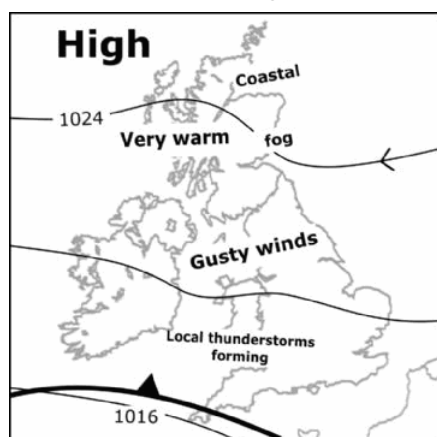 High
Coastal
1024
Very warm
fog
Gusty winds
Local thunderstorms
forming
1016